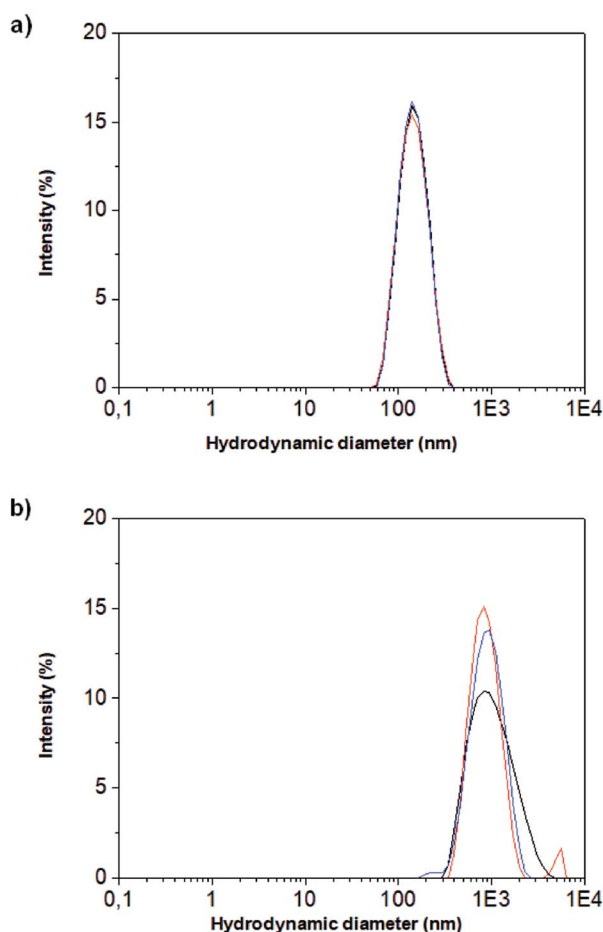 a)
20
15
10
5
0
Intensity (%)
0,1 1 10 100 1E3 1E4
Hydrodynamic diameter (nm)
b)
20
15
10
5
0
Intensity (%)
0,1 1 10 100 1E3 1E4
Hydrodynamic diameter (nm)